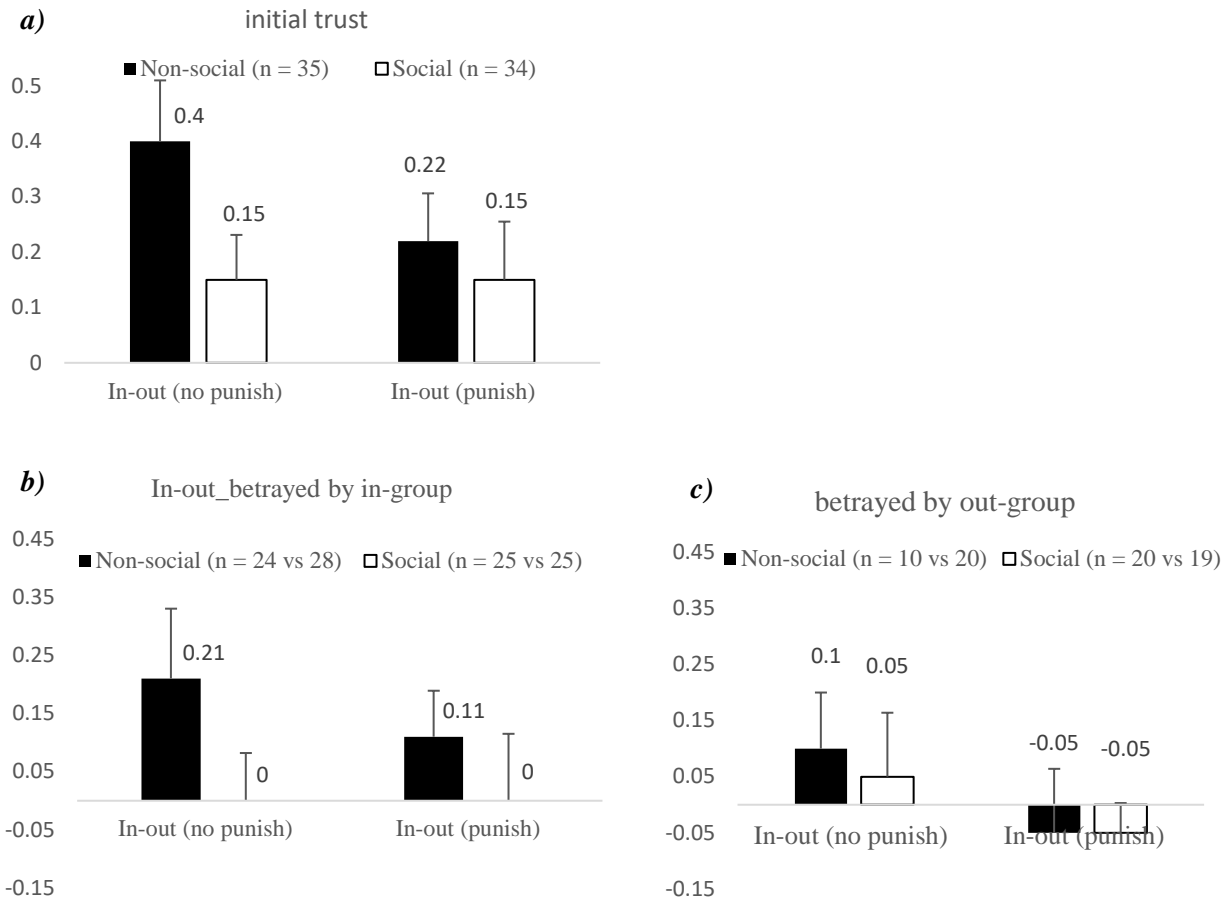 a)
initial trust
Non-social (n = 35) Social (n = 34)
0.5
0.4
0.3
0.2
0.1
0
0.4
0.15
0.22
0.15
In-out (no punish) In-out (punish)
b)
In-out_betrayed by in-group
Non-social (n = 24 vs 28) Social (n = 25 vs 25)
0.45
0.35
0.25
0.15
0.05
-0.05
-0.15
0.21
0
0.11
0
In-out (no punish) In-out (punish)
c)
betrayed by out-group
Non-social (n = 10 vs 20) Social (n = 20 vs 19)
0.45
0.35
0.25
0.15
0.05
-0.05
-0.15
0.1
0.05
-0.05
-0.05
In-out (no punish) In-out (punish)